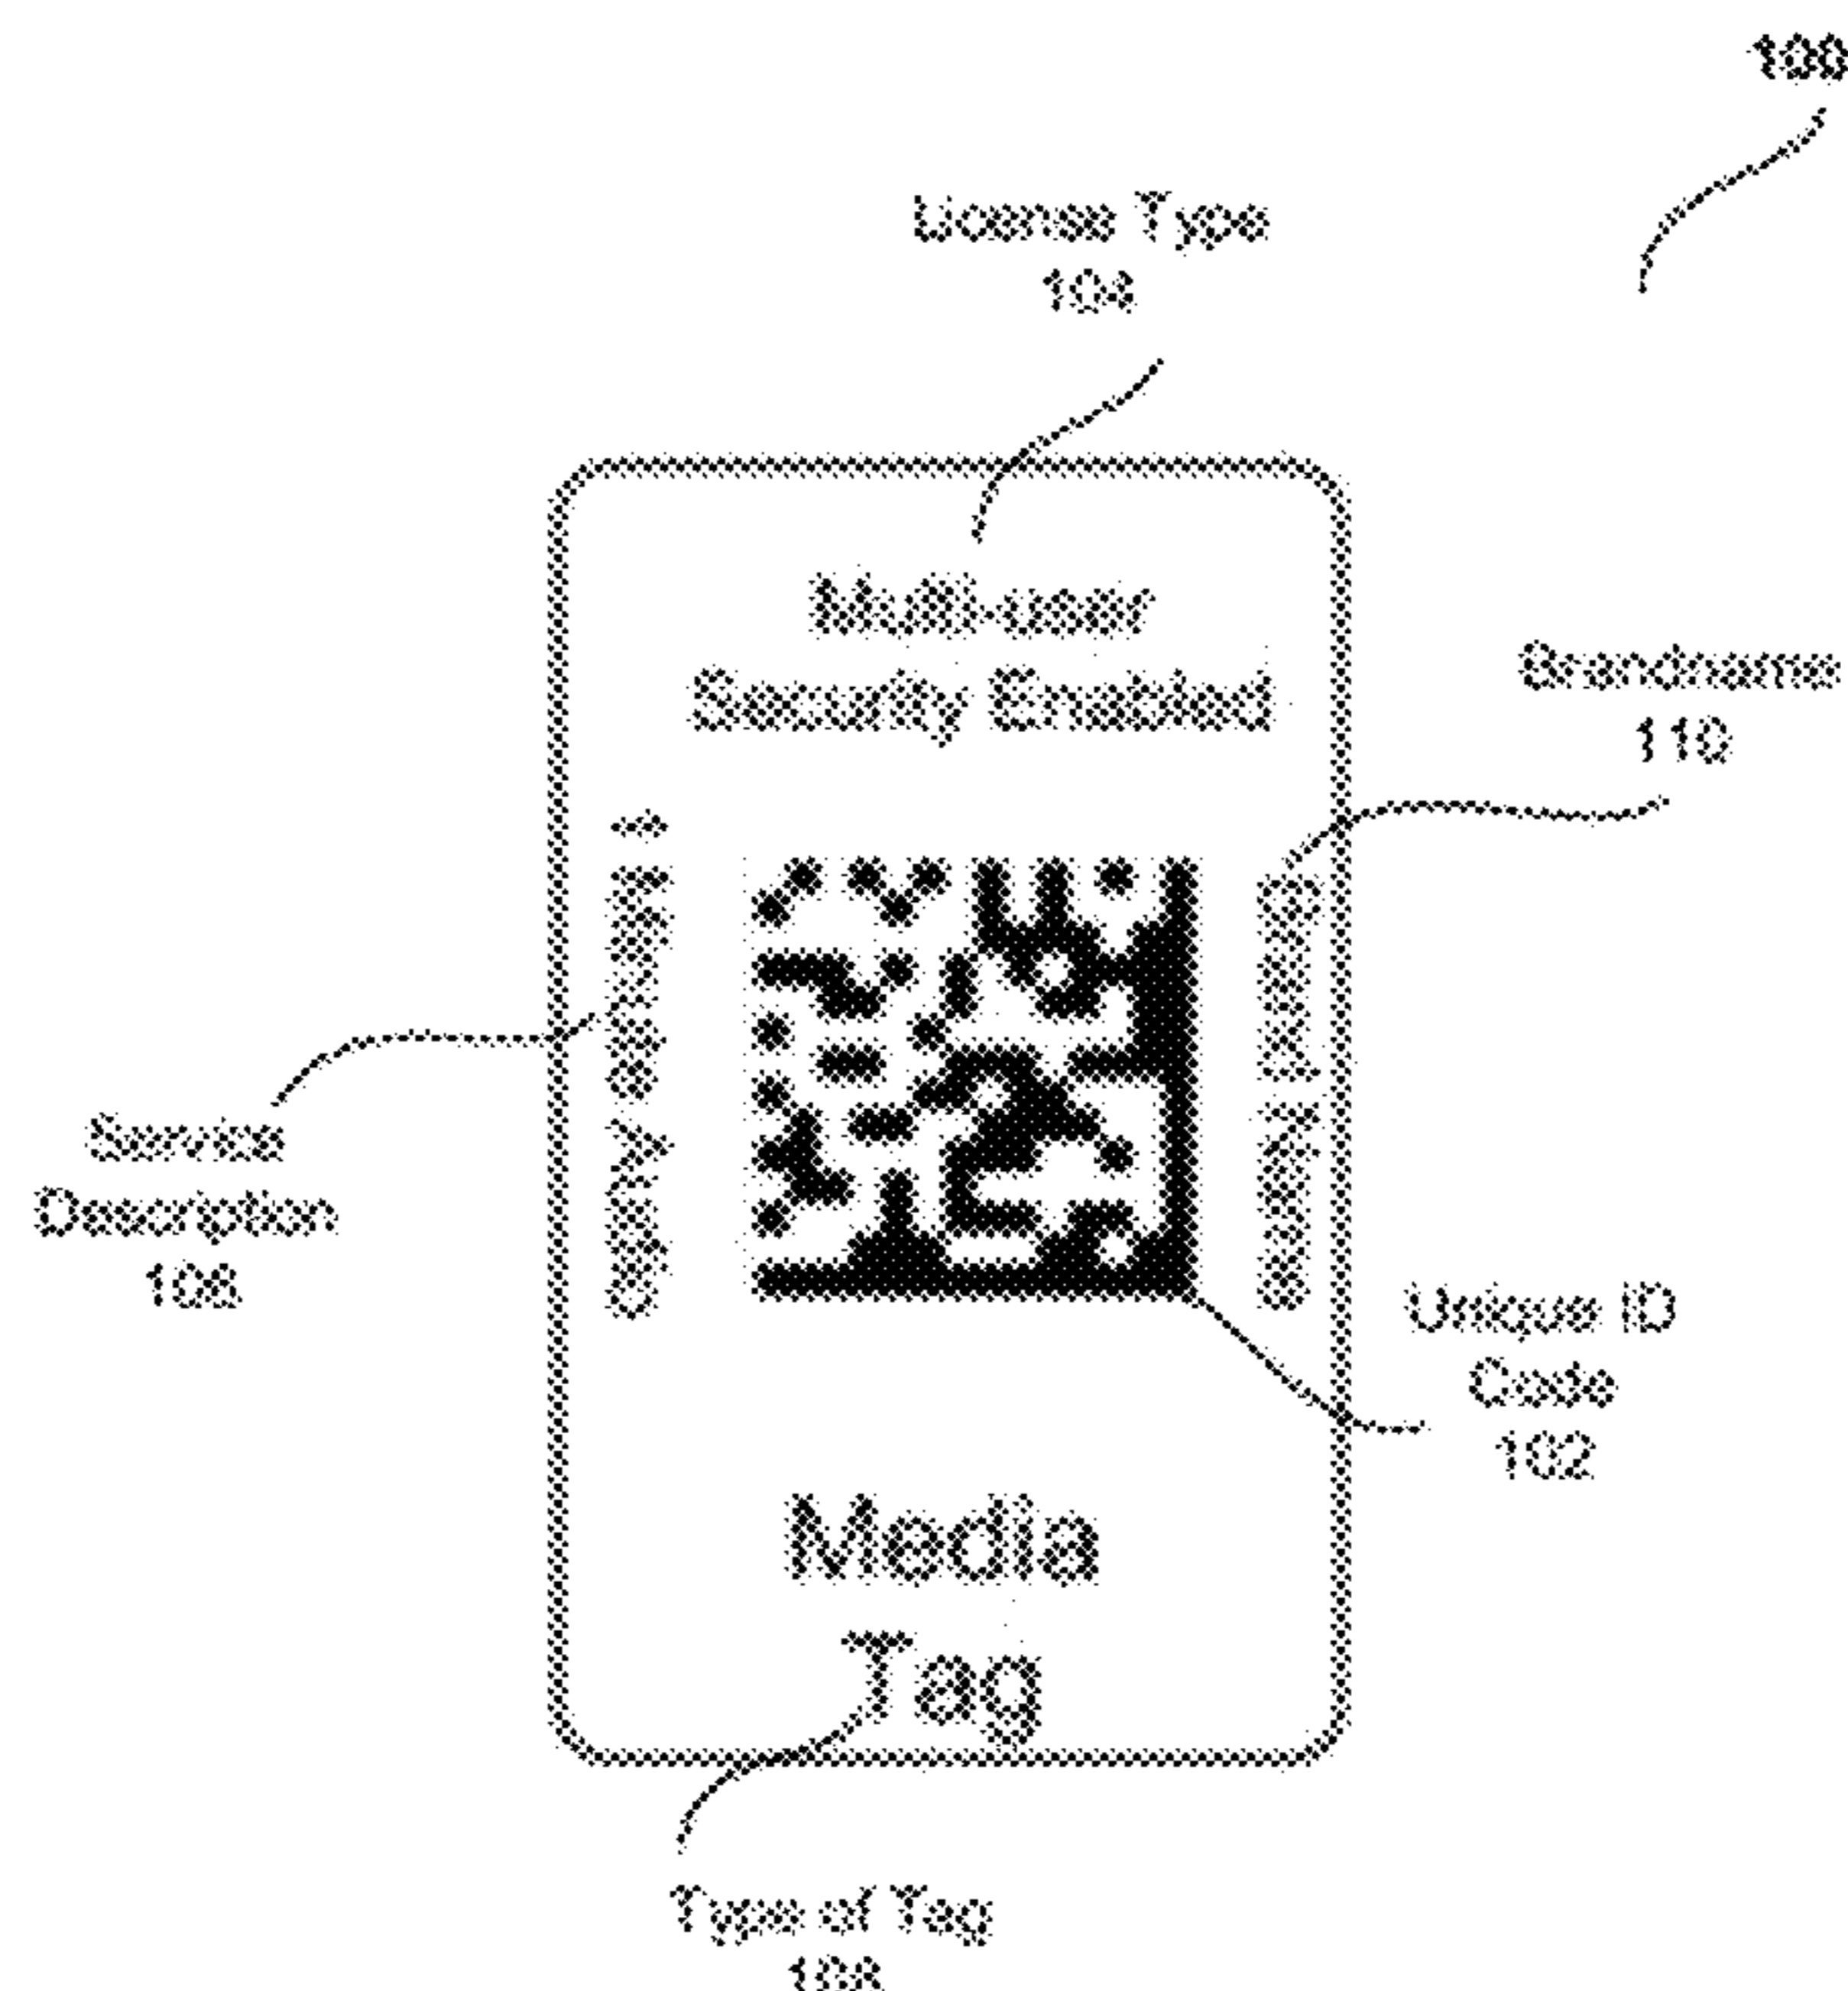 100
License Type
104
Multi-user
Security Enabled
Brandname
110
Service
Description
108
Unique ID
Code
102
Media
Tag
Type of Tag